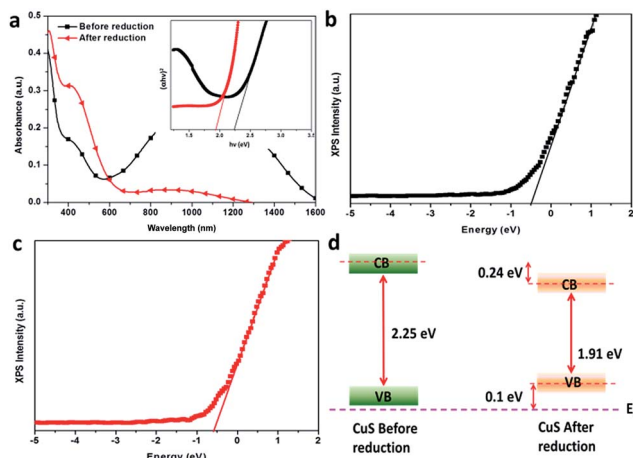 a
Before reduction
After reduction
Absorbance (a.u.)
0.5
0.4
0.3
0.2
0.1
0.0
400 600 800 1000 1200 1400 1600
Wavelength (nm)
(αhν)²
1.5 2.0 2.5 3.0 3.5
hν (eV)
b
XPS Intensity (a.u.)
-5 -4 -3 -2 -1 0 1 2
Energy (eV)
c
XPS Intensity (a.u.)
-5 -4 -3 -2 -1 0 1 2
Energy (eV)
d
CB
0.24 eV
CB
2.25 eV
1.91 eV
VB
VB
0.1 eV
E
CuS Before
reduction
CuS After
reduction